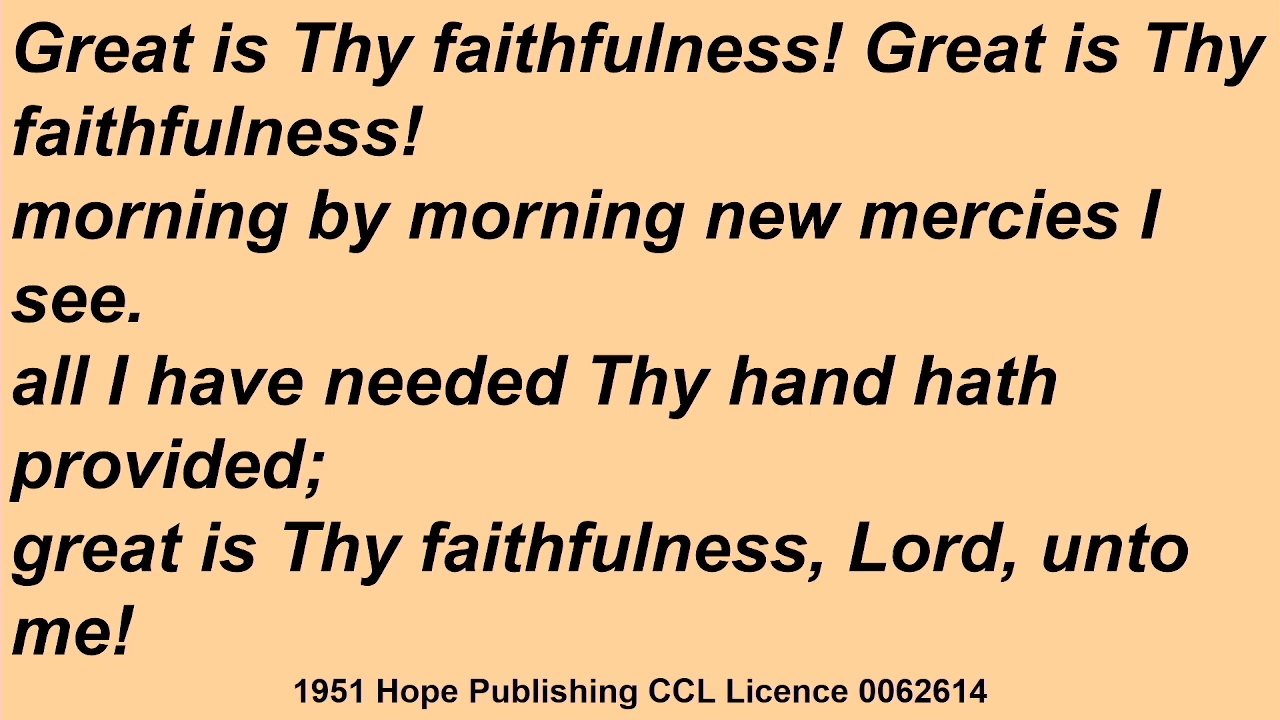 Great is Thy faithfulness! Great is Thy
faithfulness!
morning by morning new mercies I
see.
all I have needed Thy hand hath
provided;
great is Thy faithfulness, Lord, unto
me!
1951 Hope Publishing CCL Licence 0062614